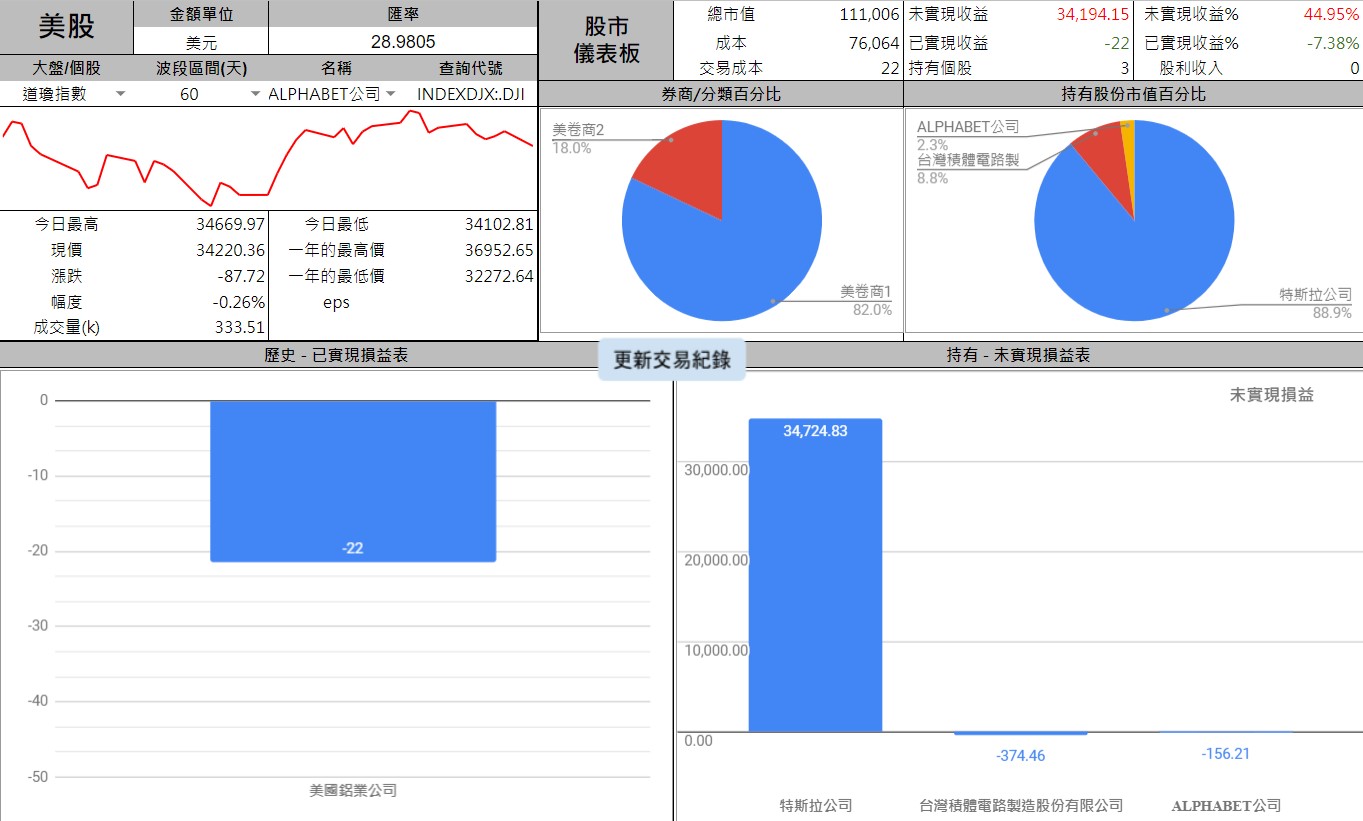 美股
金額單位
匯率
美元
28.9805
大盤/個股
波段區間(天)
名稱
查詢代號
道瓊指數
60
ALPHABET公司
INDEXDJX:.DJI
今日最高
34669.97
今日最低
34102.81
現價
34220.36
一年的最高價
36952.65
漲跌
-87.72
一年的最低價
32272.64
幅度
-0.26%
eps
成交量(k)
333.51
股市
儀表板
總市值
111,006
未實現收益
34,194.15
未實現收益%
44.95%
成本
76,064
已實現收益
-22
已實現收益%
-7.38%
交易成本
22
持有個股
3
股利收入
0
券商/分類百分比
持有股份市值百分比
美卷商2
18.0%
美卷商1
82.0%
ALPHABET公司
2.3%
台灣積體電路製
8.8%
特斯拉公司
88.9%
歷史 - 已實現損益表
更新交易紀錄
持有 - 未實現損益表
0
-10
-20
-30
-40
-50
-22
美國鋁業公司
未實現損益
34,724.83
30,000.00
20,000.00
10,000.00
0.00
-374.46
-156.21
特斯拉公司
台灣積體電路製造股份有限公司
ALPHABET公司